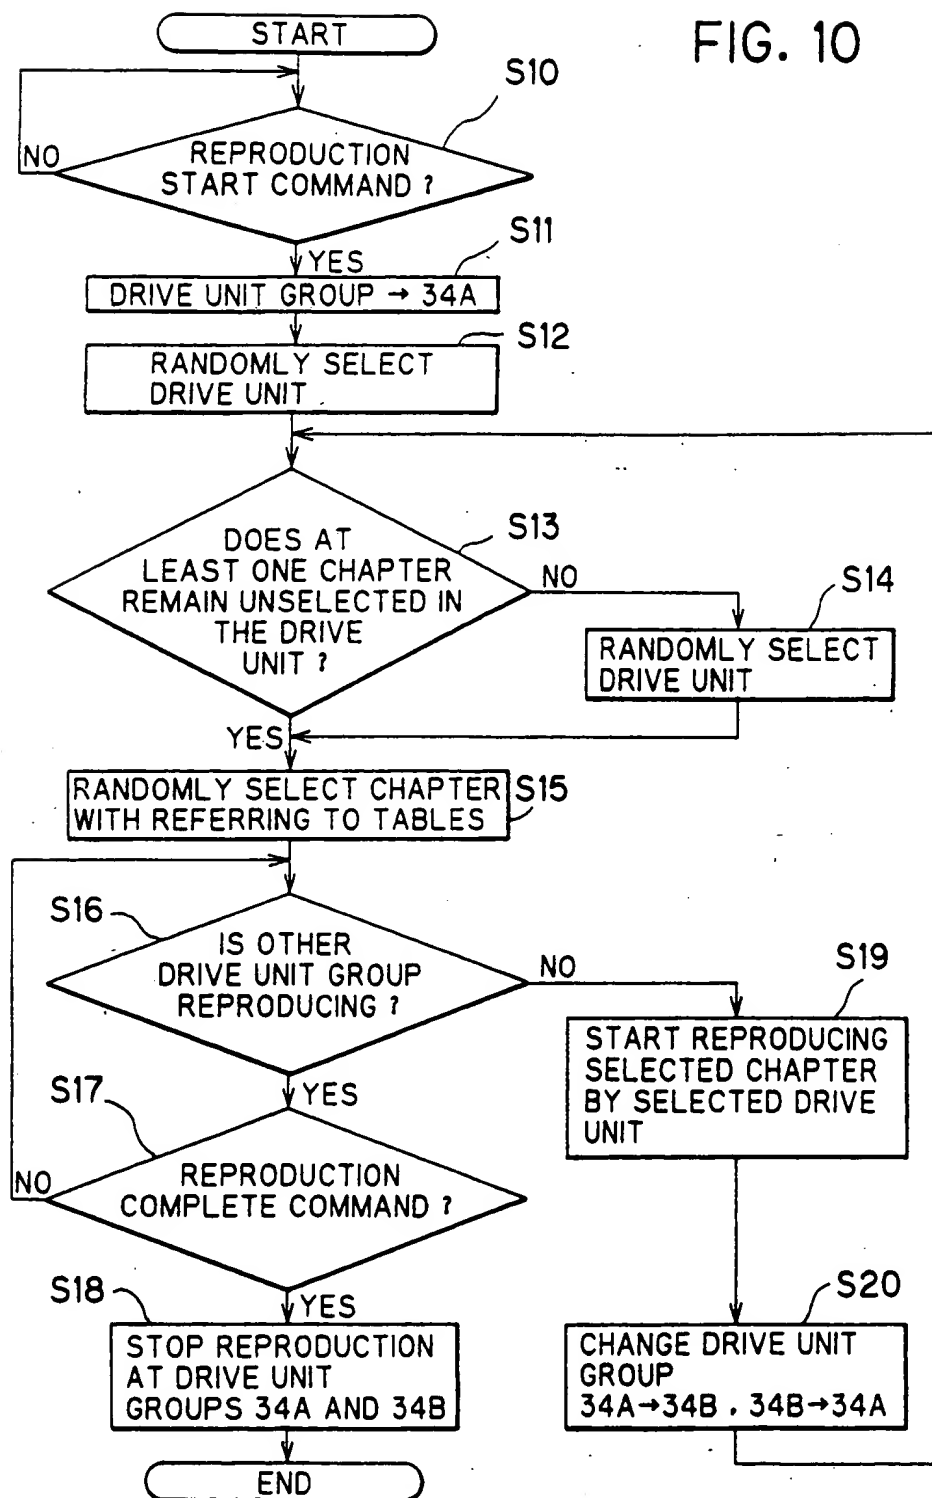 START
FIG. 10
S10
NO
REPRODUCTION
START COMMAND ?
S11
YES
DRIVE UNIT GROUP → 34A
S12
RANDOMLY SELECT
DRIVE UNIT
S13
DOES AT
LEAST ONE CHAPTER
REMAIN UNSELECTED IN
THE DRIVE
UNIT ?
NO
S14
RANDOMLY SELECT
DRIVE UNIT
YES
RANDOMLY SELECT CHAPTER
WITH REFERRING TO TABLES
S15
S16
IS OTHER
DRIVE UNIT GROUP
REPRODUCING ?
NO
S19
START REPRODUCING
SELECTED CHAPTER
BY SELECTED DRIVE
UNIT
YES
S17
REPRODUCTION
COMPLETE COMMAND ?
NO
S18
YES
STOP REPRODUCTION
AT DRIVE UNIT
GROUPS 34A AND 34B
S20
CHANGE DRIVE UNIT
GROUP
34A→34B . 34B→34A
END